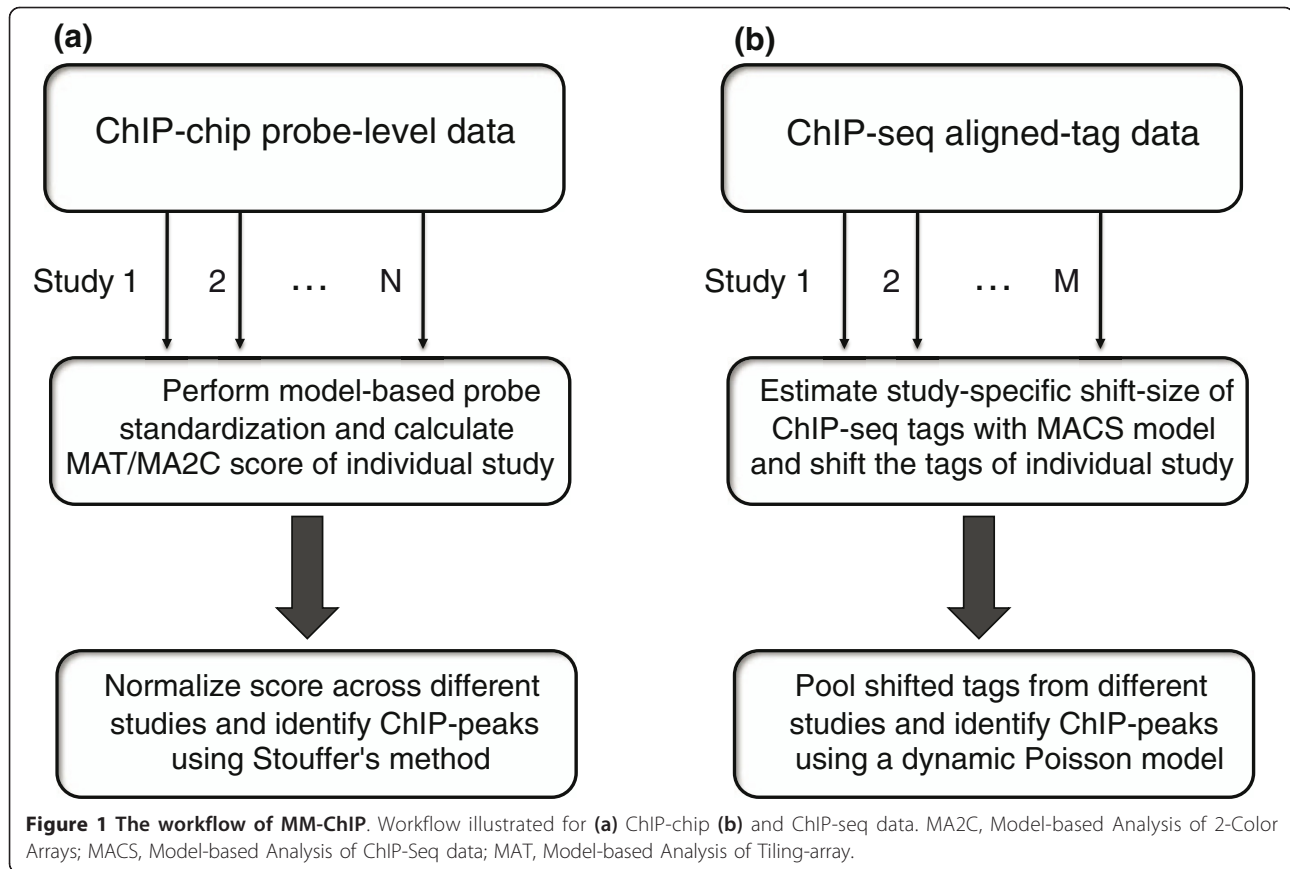 (a)
ChIP-chip probe-level data
Study 1 2 ... N
Perform model-based probe
standardization and calculate
MAT/MA2C score of individual study
Normalize score across different
studies and identify ChIP-peaks
using Stouffer's method
(b)
ChIP-seq aligned-tag data
Study 1 2 ... M
Estimate study-specific shift-size of
ChIP-seq tags with MACS model
and shift the tags of individual study
Pool shifted tags from different
studies and identify ChIP-peaks
using a dynamic Poisson model
Figure 1 The workflow of MM-ChIP. Workflow illustrated for (a) ChIP-chip (b) and ChIP-seq data. MA2C, Model-based Analysis of 2-Color
Arrays; MACS, Model-based Analysis of ChIP-Seq data; MAT, Model-based Analysis of Tiling-array.